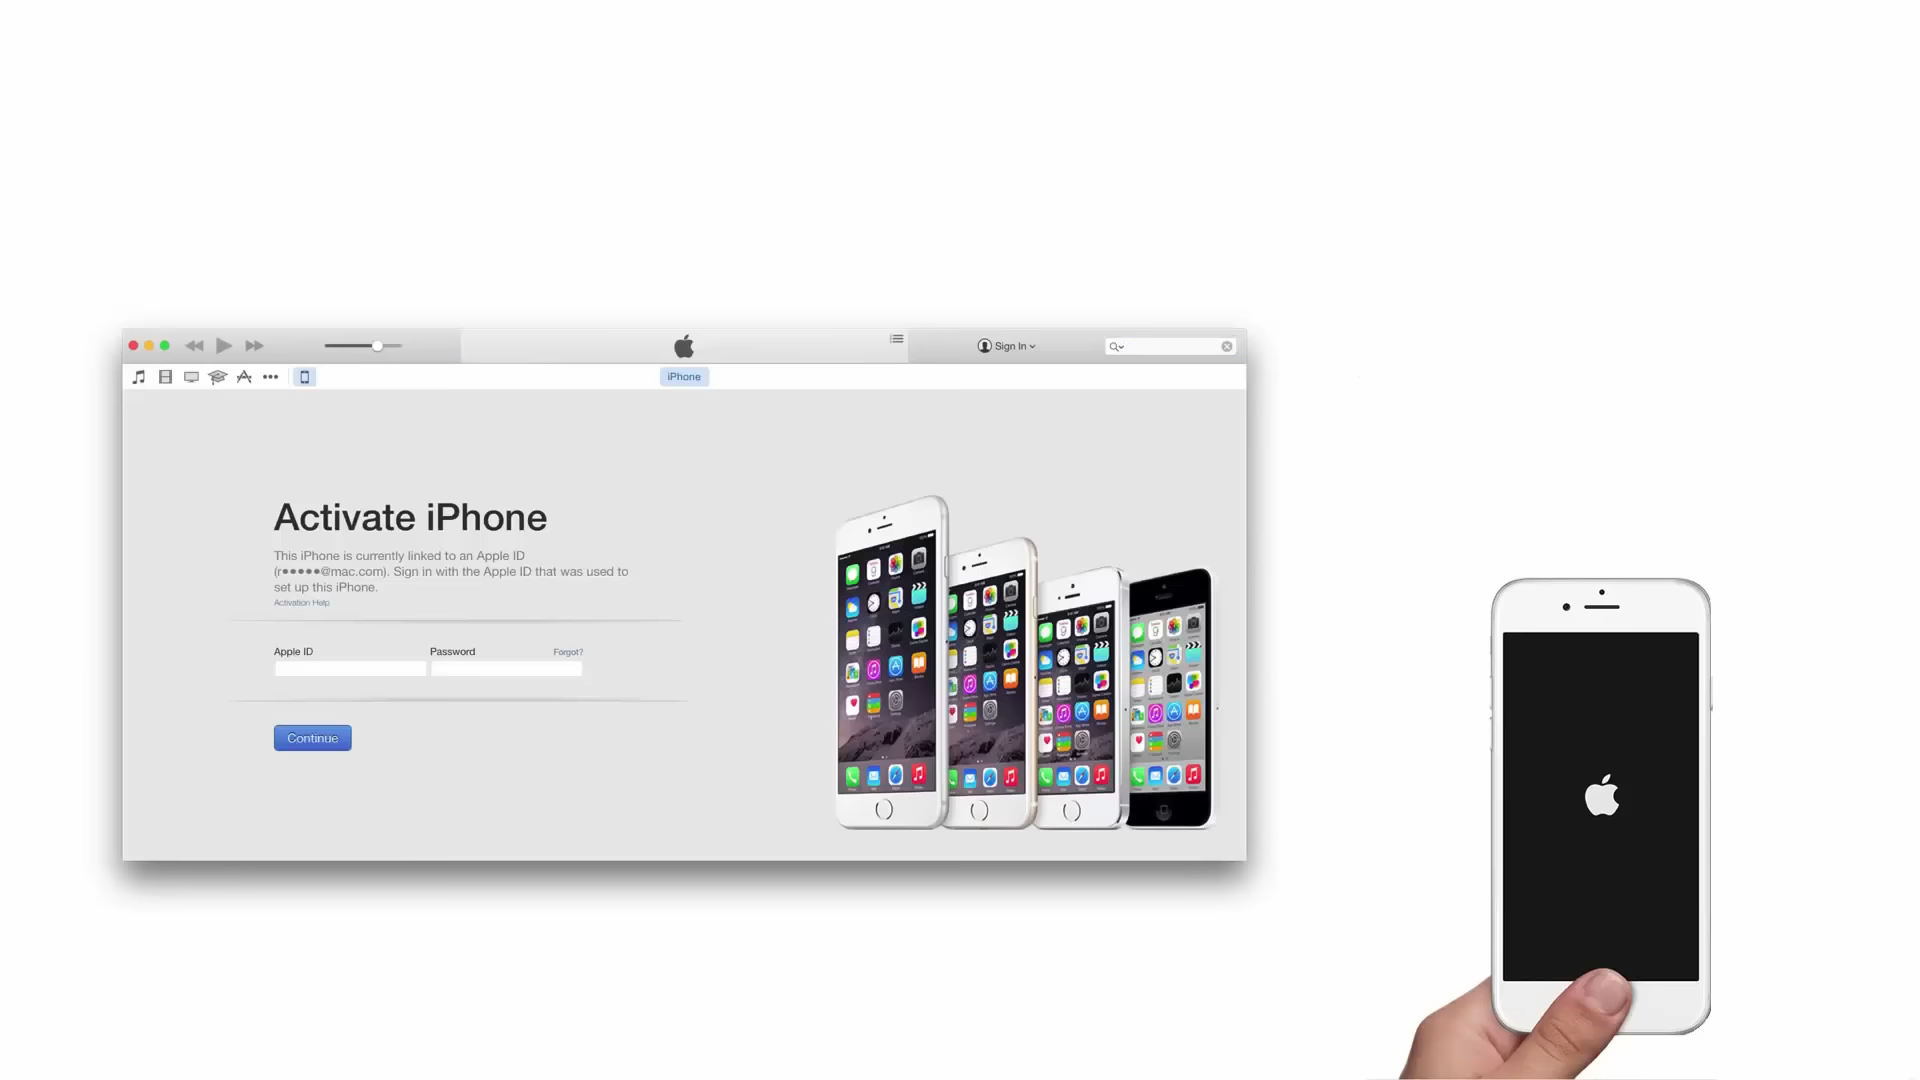 Sign In
iPhone
Activate iPhone
This iPhone is currently linked to an Apple ID
(r●●●●●@mac.com). Sign in with the Apple ID that was used to
set up this iPhone.
Activation Help
Apple ID
Password
Forgot?
Continue